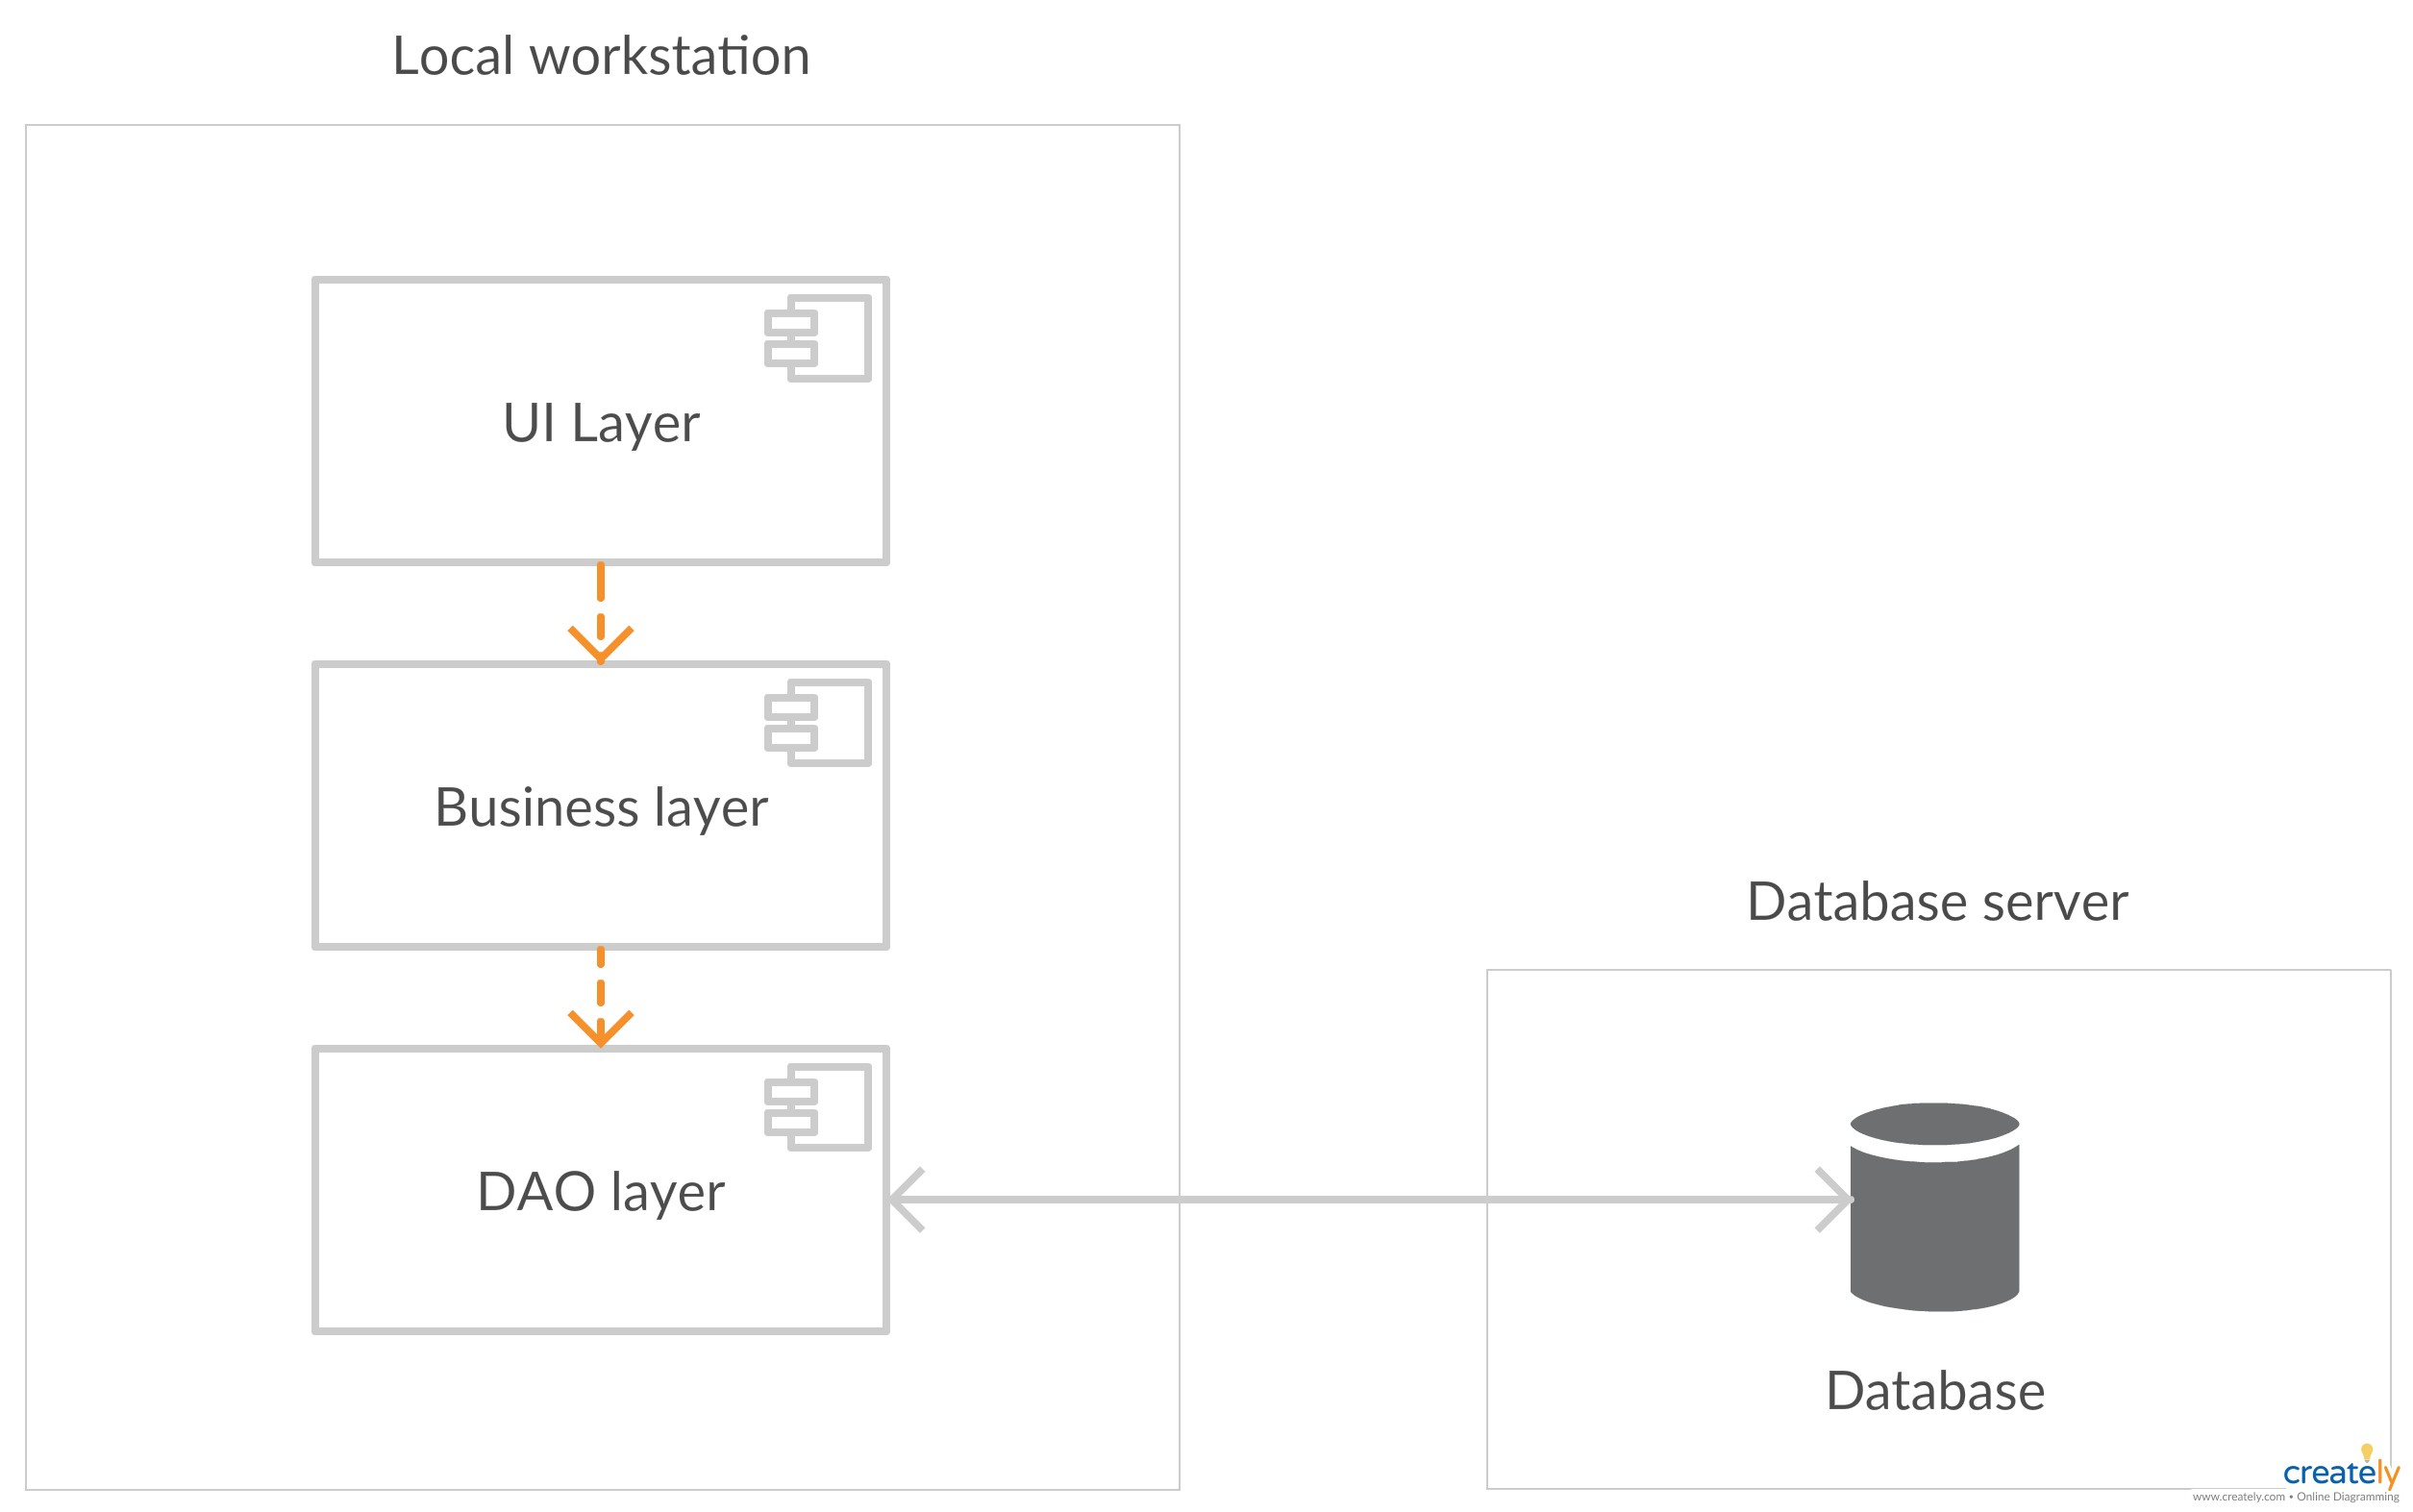 Local workstation
UI Layer
Business layer
DAO layer
Database server
Database
creately
www.creately.com • Online Diagramming